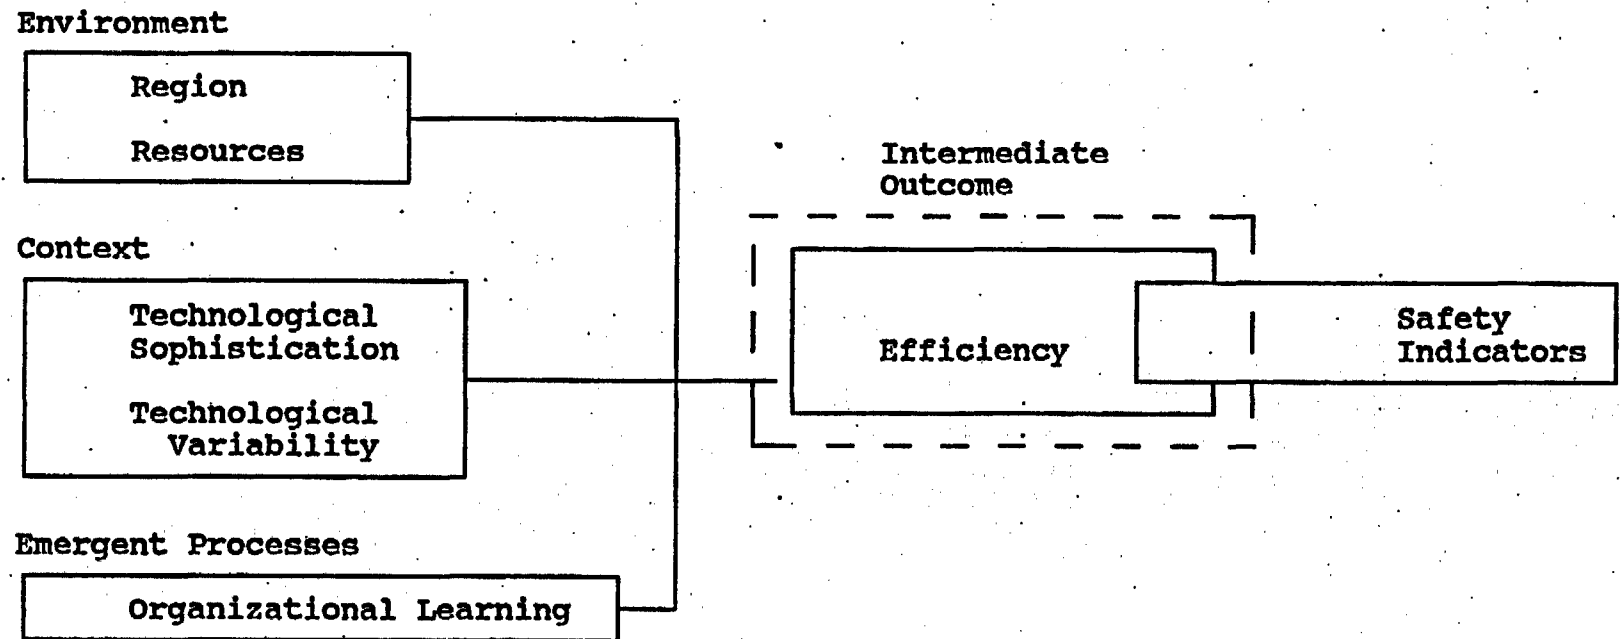 Environment
Region
Resources
Context
Technological
Sophistication
Technological
Variability
Emergent Processes
Organizational Learning
Intermediate
Outcome
Efficiency
Safety
Indicators